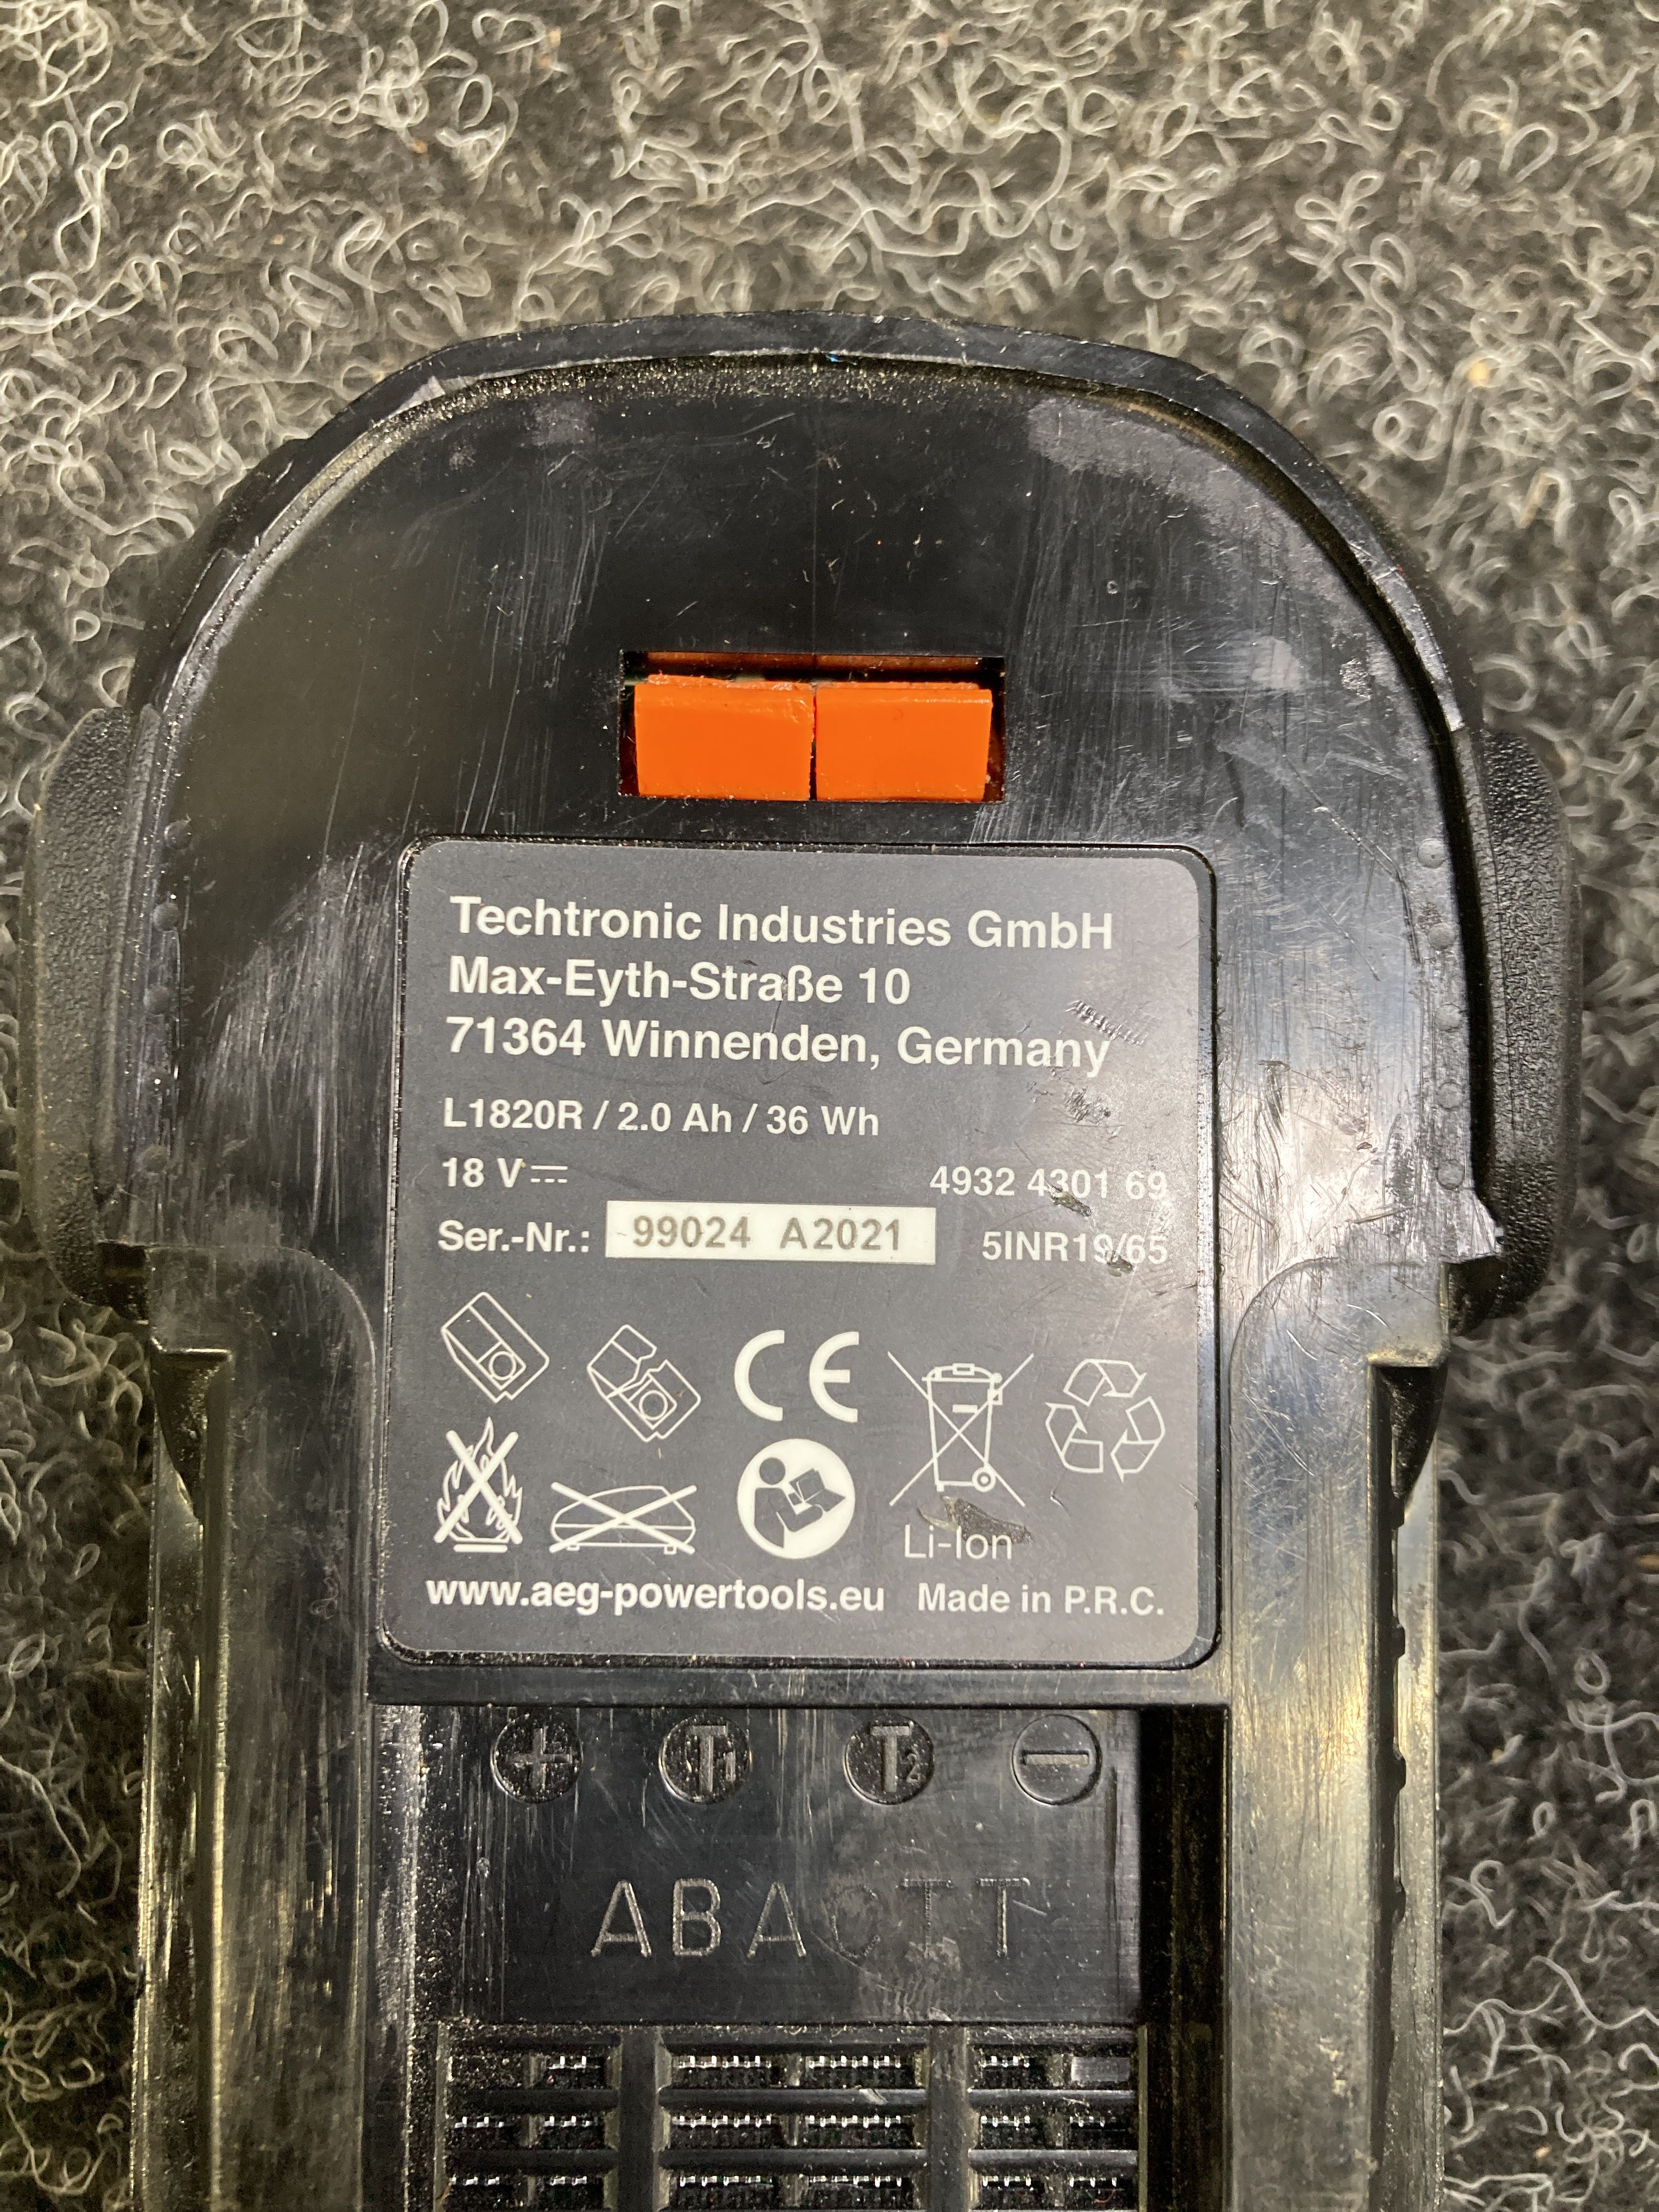 Techtronic Industries GmbH
Max-Eyth-Straße 10
71364 Winnenden, Germany
L1820R / 2.0 Ah / 36 Wh
18 V 4932 4301 69
Ser.-Nr.: 99024 A2021 5INR19/65
CE
Li-Ion
www.aeg-powertools.eu Made in P.R.C.
+ T1 T2 −
ABACTT